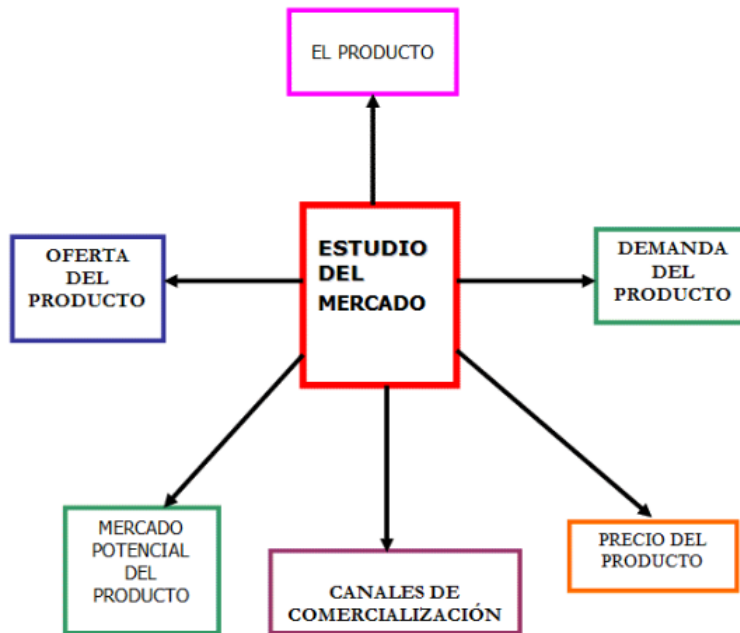 EL PRODUCTO
OFERTA
DEL
PRODUCTO
ESTUDIO
DEL
MERCADO
DEMANDA
DEL
PRODUCTO
MERCADO
POTENCIAL
DEL
PRODUCTO
CANALES DE
COMERCIALIZACIÓN
PRECIO DEL
PRODUCTO